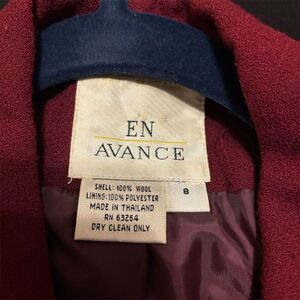 EN
AVANCE
SHELL: 100% WOOL
LINING: 100% POLYESTER
MADE IN THAILAND
RN 63264
DRY CLEAN ONLY
8